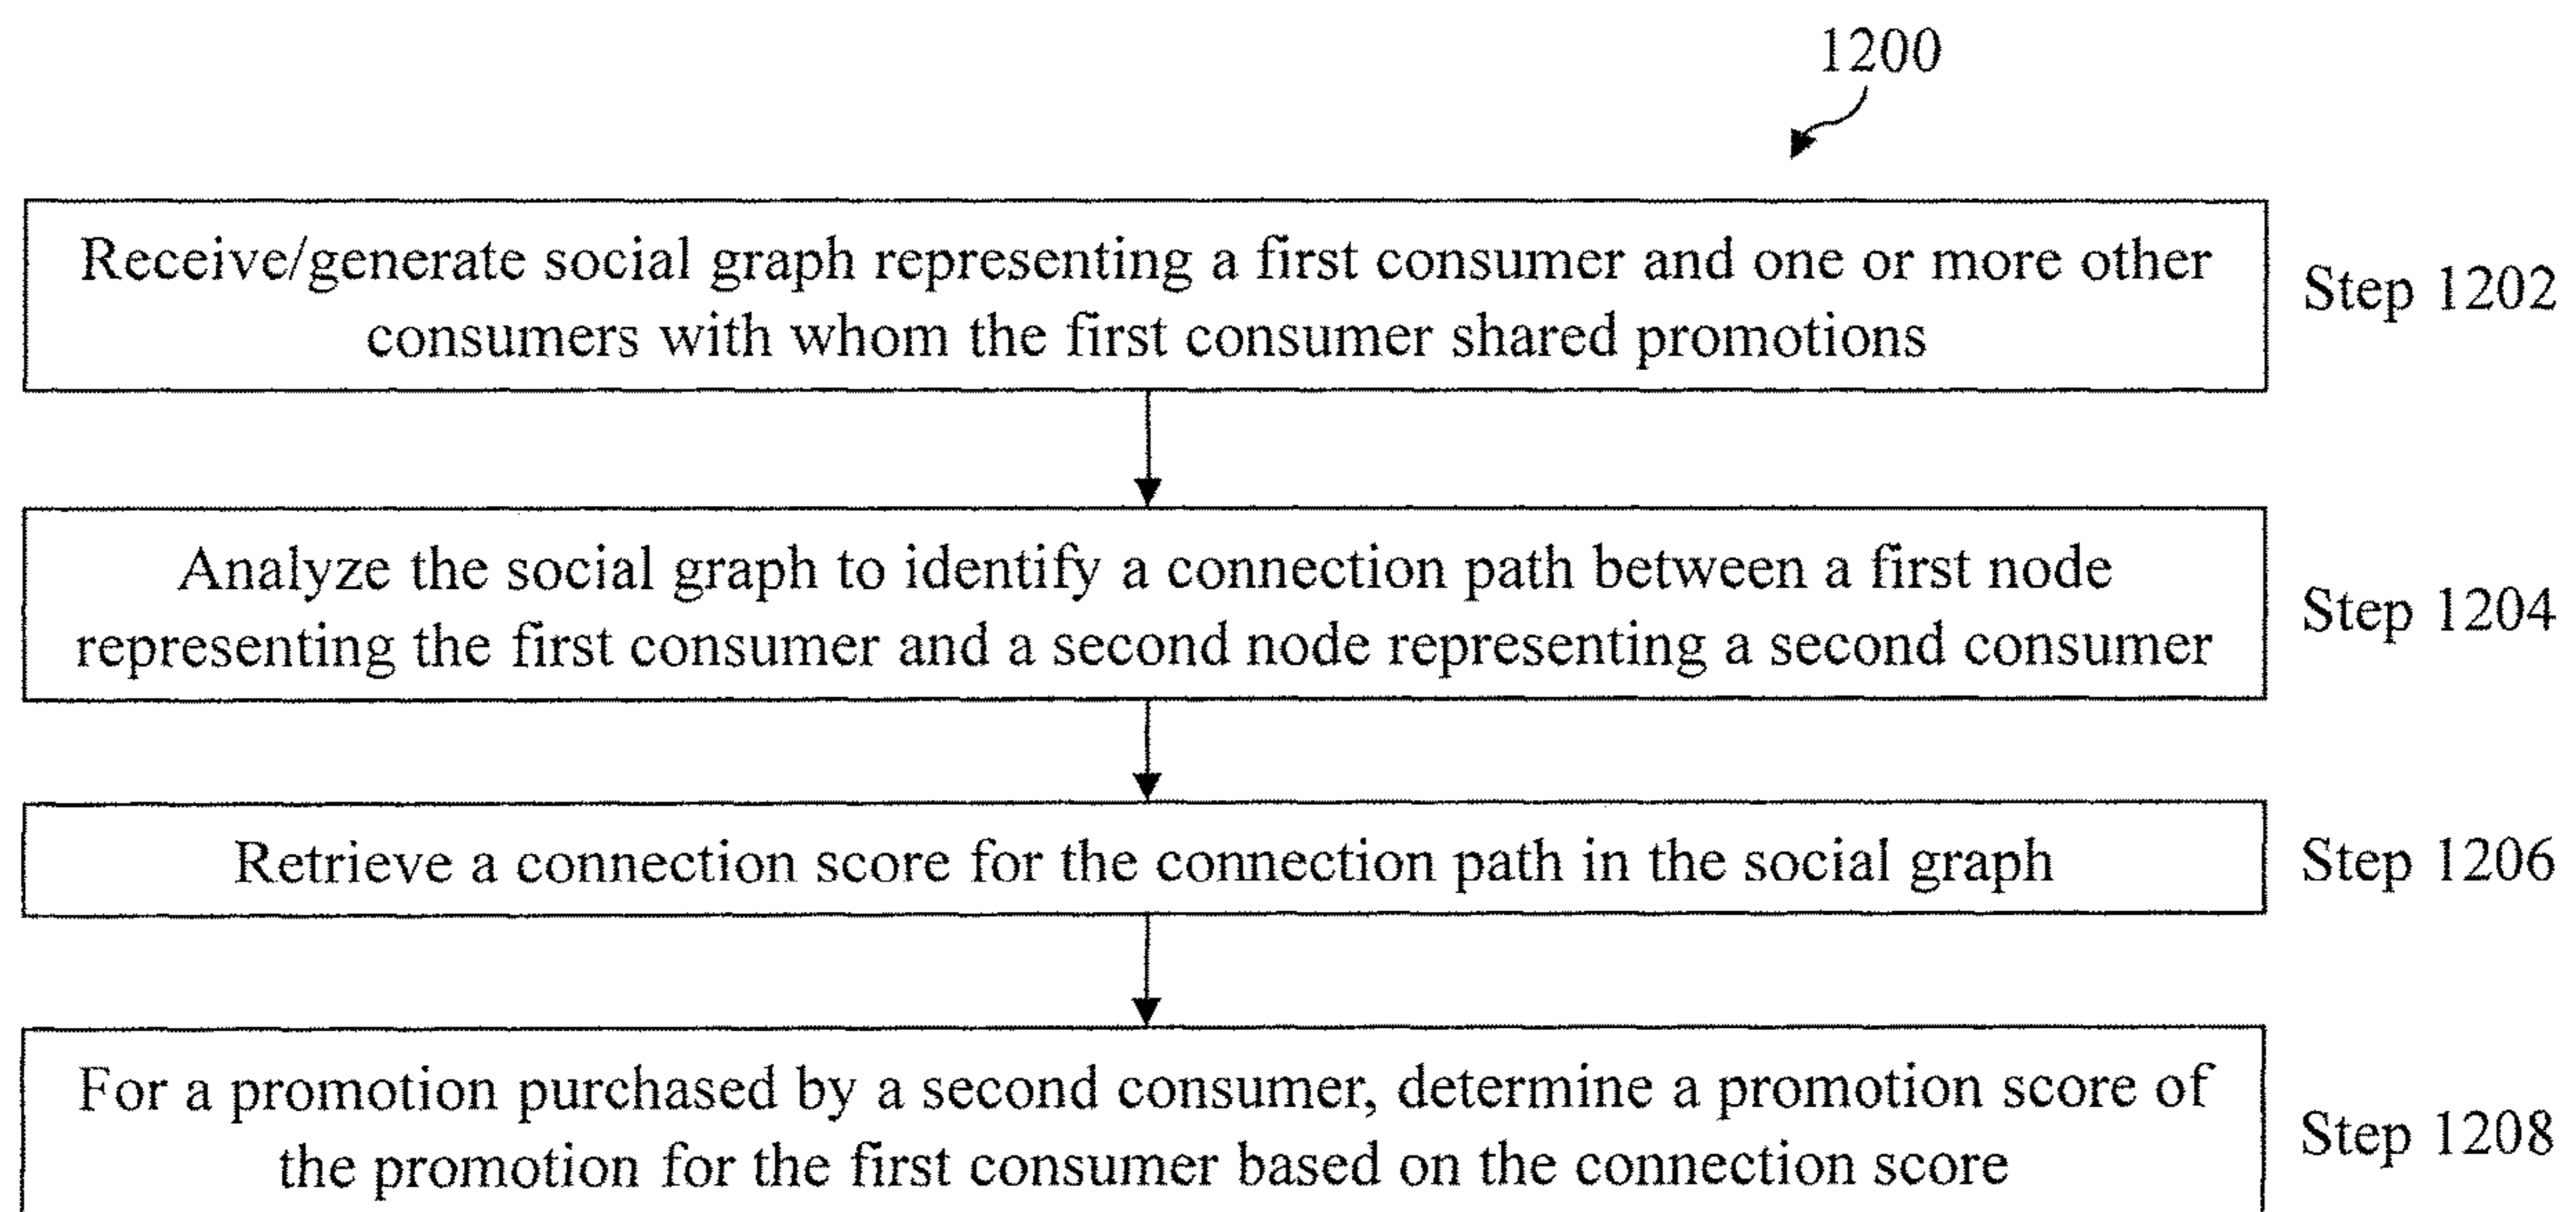 1200
Receive/generate social graph representing a first consumer and one or more other
consumers with whom the first consumer shared promotions
Step 1202
Analyze the social graph to identify a connection path between a first node
representing the first consumer and a second node representing a second consumer
Step 1204
Retrieve a connection score for the connection path in the social graph
Step 1206
For a promotion purchased by a second consumer, determine a promotion score of
the promotion for the first consumer based on the connection score
Step 1208